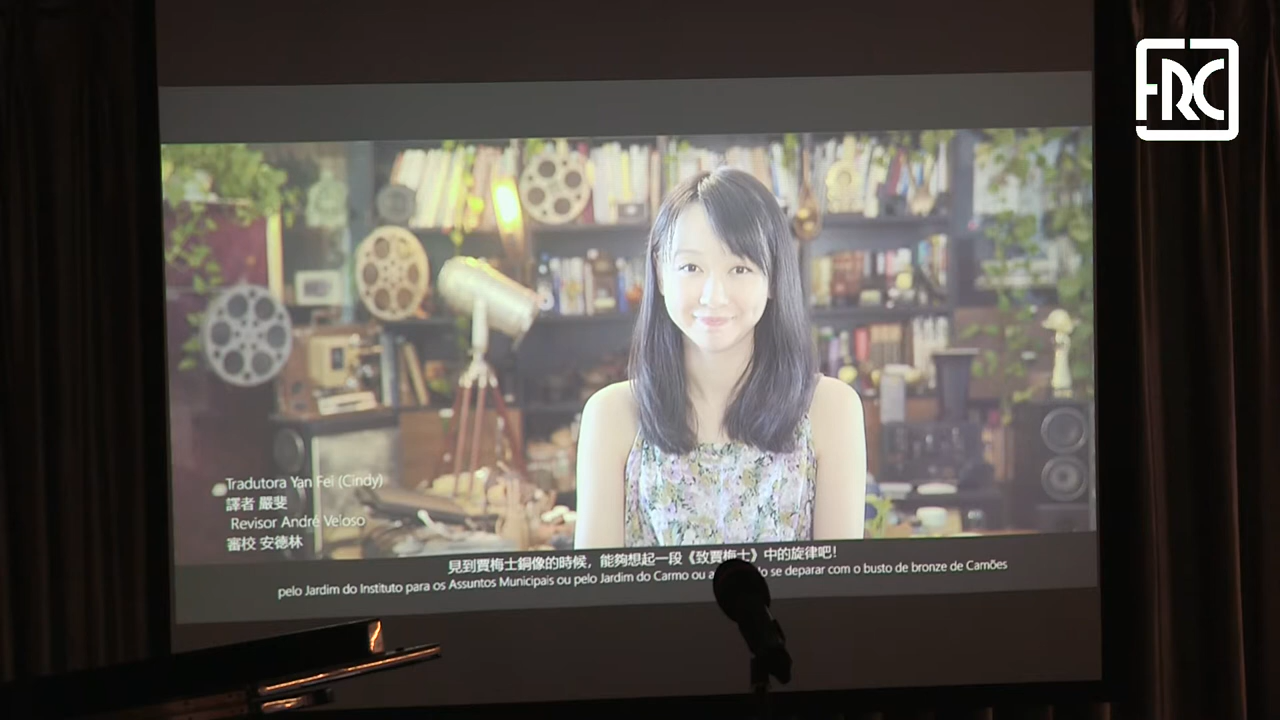 FRC
Tradutora Yan Fei (Cindy)
譯者 嚴斐
Revisor André Veloso
審校 安德林
見到賈梅士銅像的時候，能夠想起一段《致賈梅士》中的旋律吧！
pelo Jardim do Instituto para os Assuntos Municipais ou pelo Jardim do Carmo ou se deparar com o busto de bronze de Camões